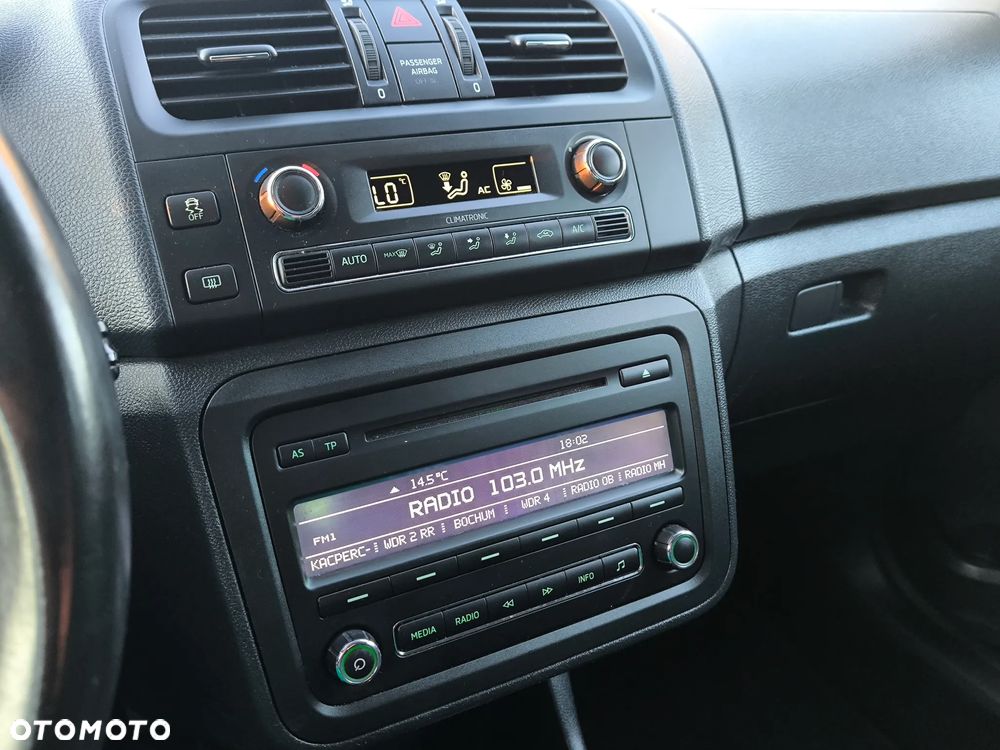 PASSENGER
AIRBAG
OFF
0
0
LO °C
AC
CLIMATRONIC
OFF
AUTO
MAX
A/C
AS
TP
14.5°C
18:02
RADIO 103.0 MHz
FM1
KACPERC- WDR 2 RR BOCHUM WDR 4 RADIO OB RADIO MH
MEDIA
RADIO
INFO
OTOMOTO